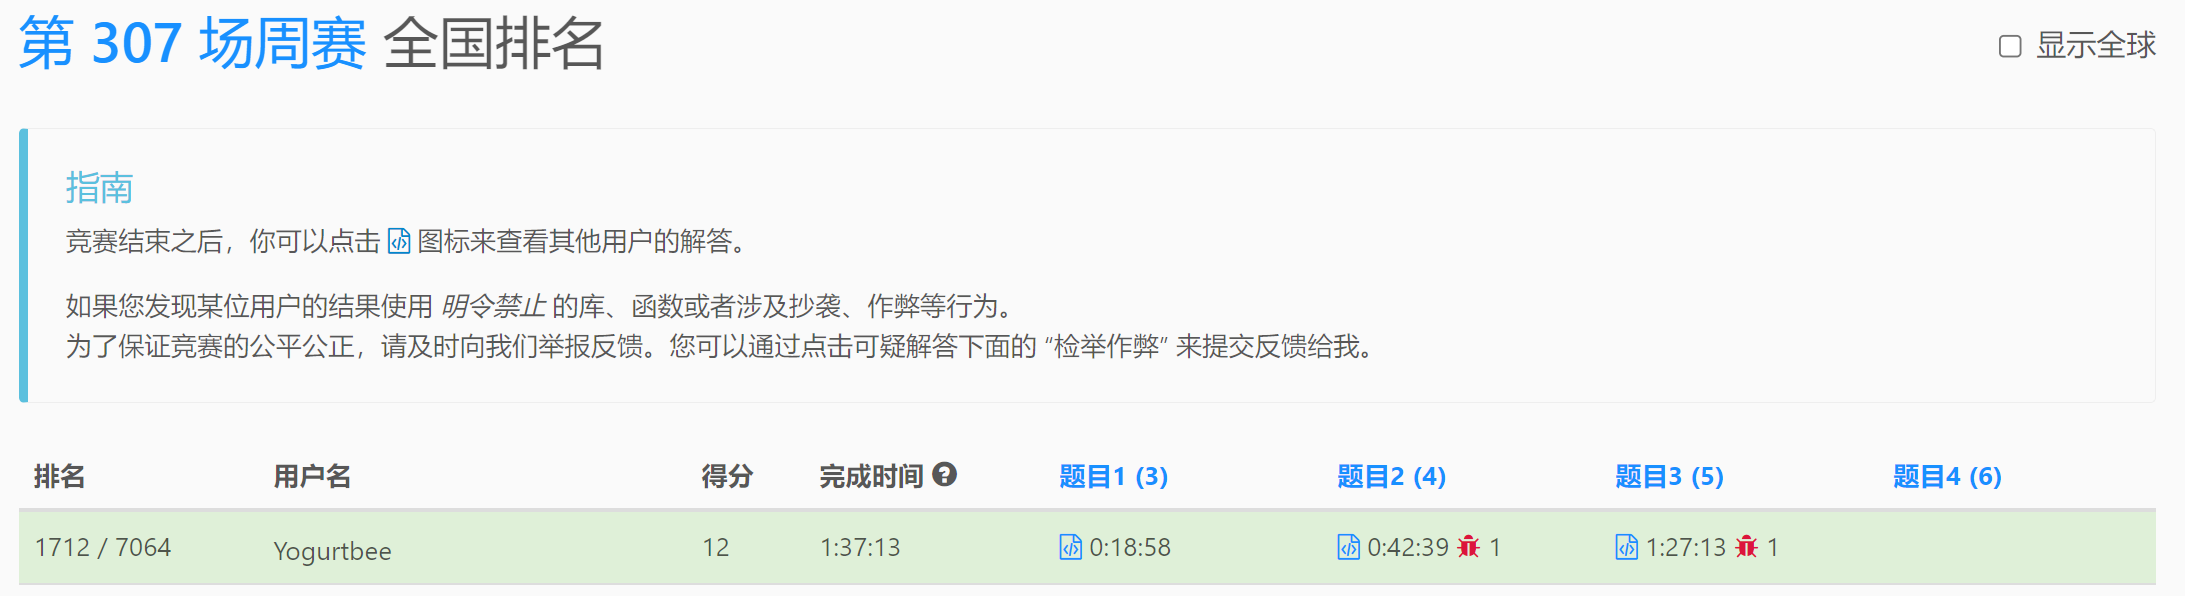 第 307 场周赛 全国排名
显示全球
指南
竞赛结束之后，你可以点击 图标来查看其他用户的解答。
如果您发现某位用户的结果使用 明令禁止 的库、函数或者涉及抄袭、作弊等行为。
为了保证竞赛的公平公正，请及时向我们举报反馈。您可以通过点击可疑解答下面的 “检举作弊” 来提交反馈给我。
排名 用户名 得分 完成时间 ? 题目1 (3) 题目2 (4) 题目3 (5) 题目4 (6)
1712 / 7064 Yogurtbee 12 1:37:13 0:18:58 0:42:39 1 1:27:13 1